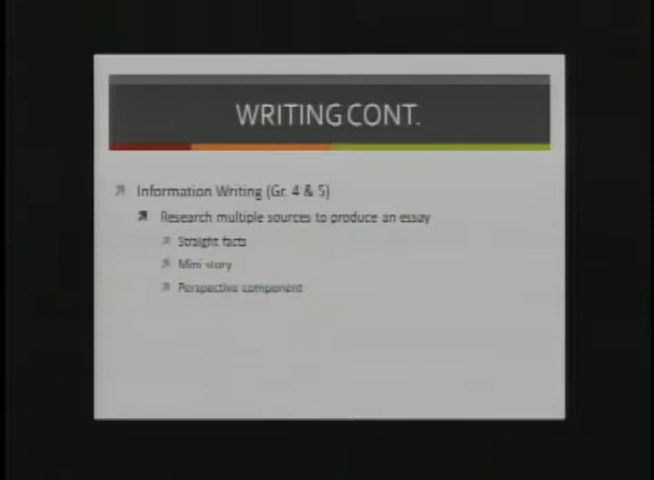 WRITING CONT.
Information Writing (Gr. 4 & 5)
Research multiple sources to produce an essay
Straight facts
Mini story
Perspective component